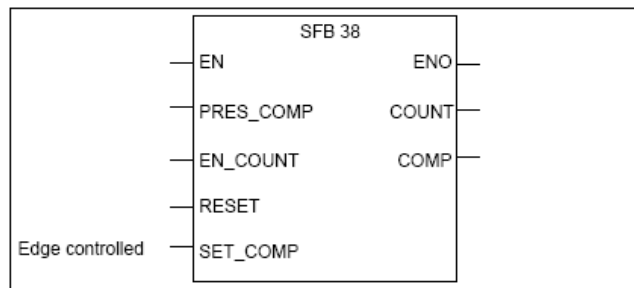 SFB 38
EN ENO
PRES_COMP COUNT
EN_COUNT COMP
RESET
Edge controlled SET_COMP